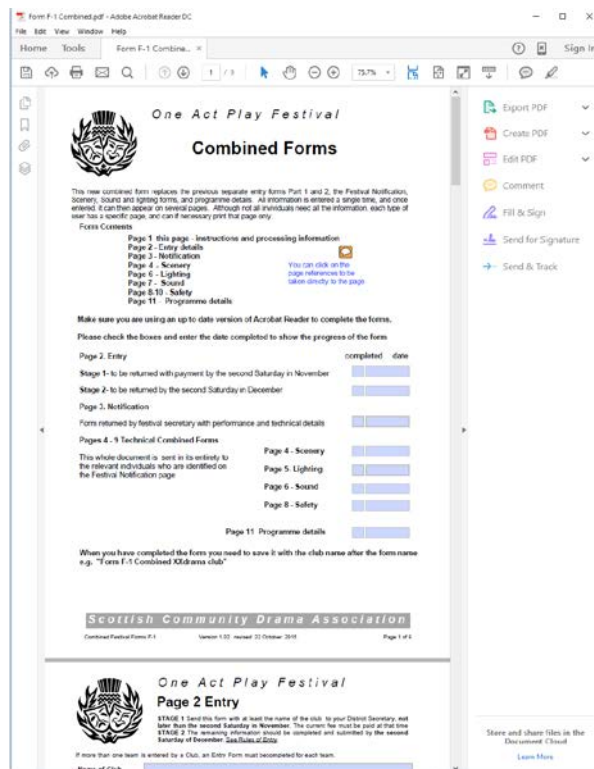 Form F-1 Combined.pdf - Adobe Acrobat Reader DC
File Edit View Window Help
Home Tools Form F-1 Combine... × Sign In
1 / 9 73.7%
One Act Play Festival
Combined Forms
This new combined form replaces the previous separate entry forms Part 1 and 2, the Festival Notification,
Scenery, Sound and lighting forms, and programme details. All information is entered a single time, and once
entered, it can then appear on several pages. Although not all individuals need all the information, each type of
user has a specific page, and can if necessary print that page only.
Form Contents
Page 1 this page - instructions and processing information
Page 2 - Entry details
Page 3 - Notification
Page 4 - Scenery
Page 6 - Lighting
Page 7 - Sound
Page 8.10 - Safety
Page 11 - Programme details
You can click on the
page references to be
taken directly to the page
Make sure you are using an up to date version of Acrobat Reader to complete the forms.
Please check the boxes and enter the date completed to show the progress of the form
Page 2. Entry completed date
Stage 1- to be returned with payment by the second Saturday in November
Stage 2- to be returned by the second Saturday in December
Page 3. Notification
Form returned by festival secretary with performance and technical details
Pages 4 - 9 Technical Combined Forms
This whole document is sent in its entirety to
the relevant individuals who are identified on
the Festival Notification page
Page 4 - Scenery
Page 5. Lighting
Page 6 - Sound
Page 8 - Safety
Page 11 Programme details
When you have completed the form you need to save it with the club name after the form name
e.g. "Form F-1 Combined XXdrama club"
Scottish Community Drama Association
Combined Festival Forms F-1 Version 1.02 revised 22 October 2016
One Act Play Festival
Page 2 Entry
STAGE 1 Send this form with at least the name of the club to your District Secretary, not
later than the second Saturday in November. The current fee must be paid at that time
STAGE 2 The remaining information should be completed and submitted by the second
Saturday of December. See Rules of Entry
If more than one team is entered by a Club, an Entry Form must be completed for each team.
Name of Club
Export PDF
Create PDF
Edit PDF
Comment
Fill & Sign
Send for Signature
Send & Track
Store and share files in the
Document Cloud
Learn More